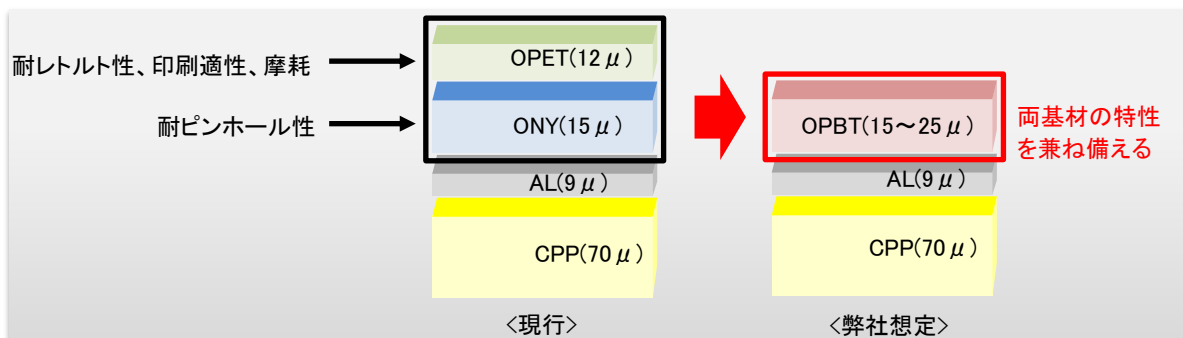 耐レトルト性、印刷適性、摩耗
耐ピンホール性
OPET(12μ)
ONY(15μ)
AL(9μ)
CPP(70μ)
<現行>
OPBT(15~25μ)
AL(9μ)
CPP(70μ)
<弊社想定>
両基材の特性
を兼ね備える